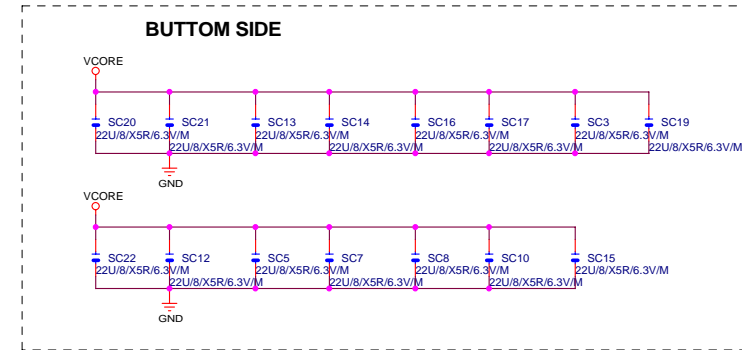 BUTTOM SIDE
VCORE
SC20 SC21 SC13 SC14 SC16 SC17 SC3 SC19
22U/8/X5R/6.3V/M 22U/8/X5R/6.3V/M 22U/8/X5R/6.3V/M 22U/8/X5R/6.3V/M
22U/8/X5R/6.3V/M 22U/8/X5R/6.3V/M 22U/8/X5R/6.3V/M 22U/8/X5R/6.3V/M
GND
VCORE
SC22 SC12 SC5 SC7 SC8 SC10 SC15
22U/8/X5R/6.3V/M 22U/8/X5R/6.3V/M 22U/8/X5R/6.3V/M 22U/8/X5R/6.3V/M
22U/8/X5R/6.3V/M 22U/8/X5R/6.3V/M 22U/8/X5R/6.3V/M
GND